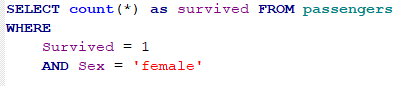 SELECT count(*) as survived FROM passengers
WHERE
Survived = 1
AND Sex = 'female'